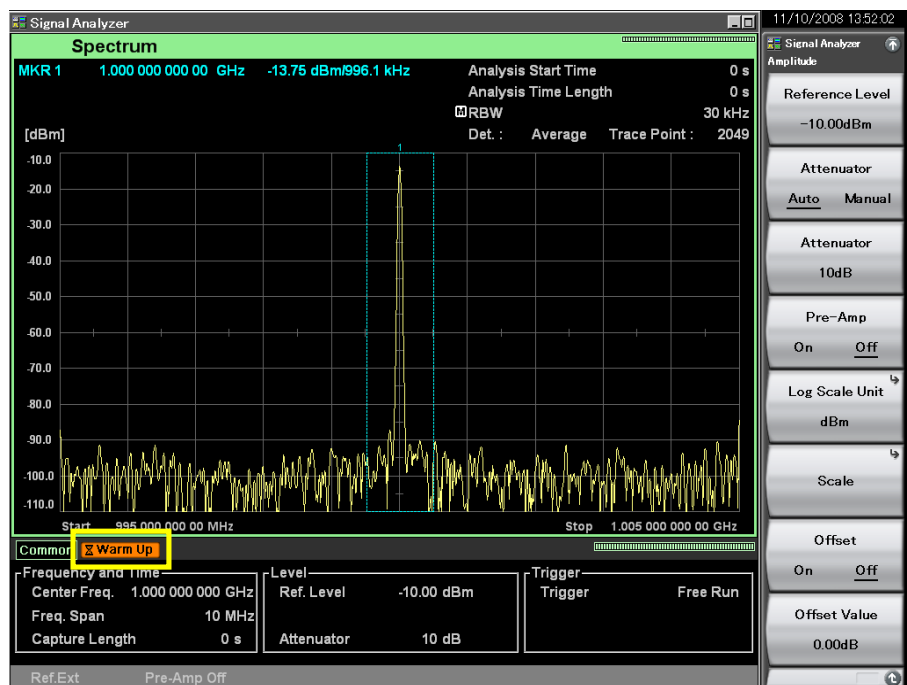 Signal Analyzer
11/10/2008 13:52:02
Spectrum
MKR 1 1.000 000 000 00 GHz -13.75 dBm/996.1 kHz
Analysis Start Time 0 s
Analysis Time Length 0 s
M RBW 30 kHz
Det. : Average Trace Point : 2049
[dBm]
1
-10.0
-20.0
-30.0
-40.0
-50.0
-60.0
-70.0
-80.0
-90.0
-100.0
-110.0
Start 995.000 000 00 MHz
Stop 1.005 000 000 00 GHz
Common Warm Up
Frequency and Time
Center Freq. 1.000 000 000 GHz
Freq. Span 10 MHz
Capture Length 0 s
Level
Ref. Level -10.00 dBm
Attenuator 10 dB
Trigger
Trigger Free Run
Ref.Ext Pre-Amp Off
Signal Analyzer
Amplitude
Reference Level
-10.00dBm
Attenuator
Auto Manual
Attenuator
10dB
Pre-Amp
On Off
Log Scale Unit
dBm
Scale
Offset
On Off
Offset Value
0.00dB